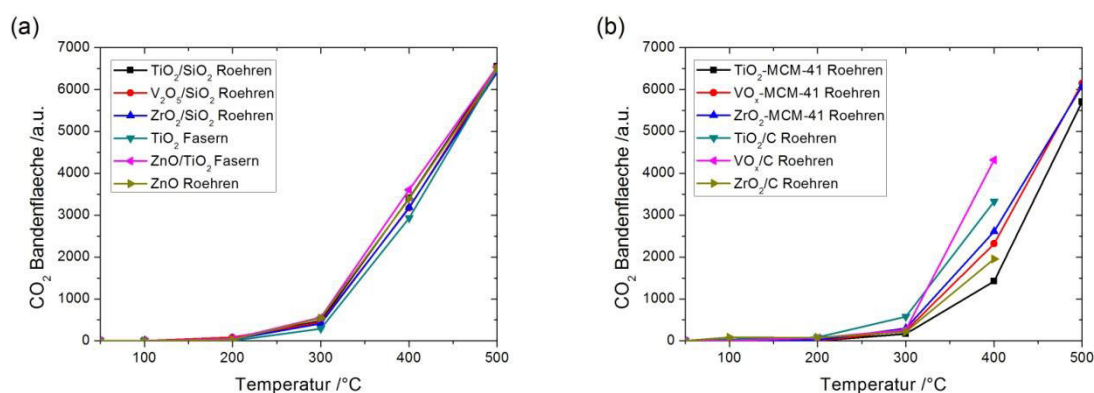 (a)
7000
6000
5000
4000
3000
2000
1000
0
CO₂ Bandenflaeche /a.u.
TiO₂/SiO₂ Roehren
V₂O₅/SiO₂ Roehren
ZrO₂/SiO₂ Roehren
TiO₂ Fasern
ZnO/TiO₂ Fasern
ZnO Roehren
100 200 300 400 500
Temperatur /°C
(b)
7000
6000
5000
4000
3000
2000
1000
0
CO₂ Bandenflaeche /a.u.
TiO₂-MCM-41 Roehren
VOₓ-MCM-41 Roehren
ZrO₂-MCM-41 Roehren
TiO₂/C Roehren
VOₓ/C Roehren
ZrO₂/C Roehren
100 200 300 400 500
Temperatur /°C